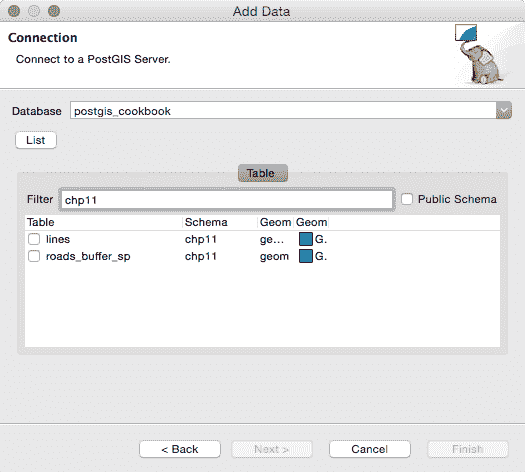 Add Data
Connection
Connect to a PostGIS Server.
Database postgis_cookbook
List
Table
Filter chp11 Public Schema
Table Schema Geom Geom
lines chp11 ge... G.
roads_buffer_sp chp11 geom G.
< Back Next > Cancel Finish